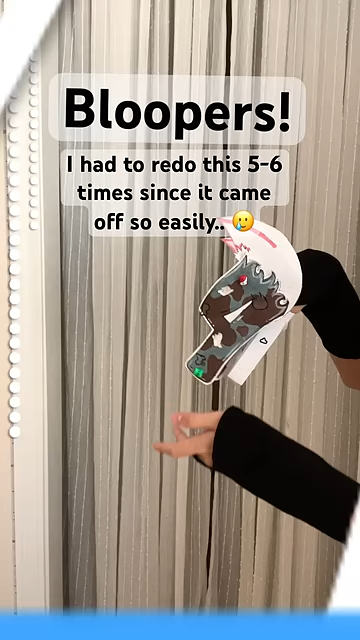 Bloopers!
I had to redo this 5-6
times since it came
off so easily.. 🥲